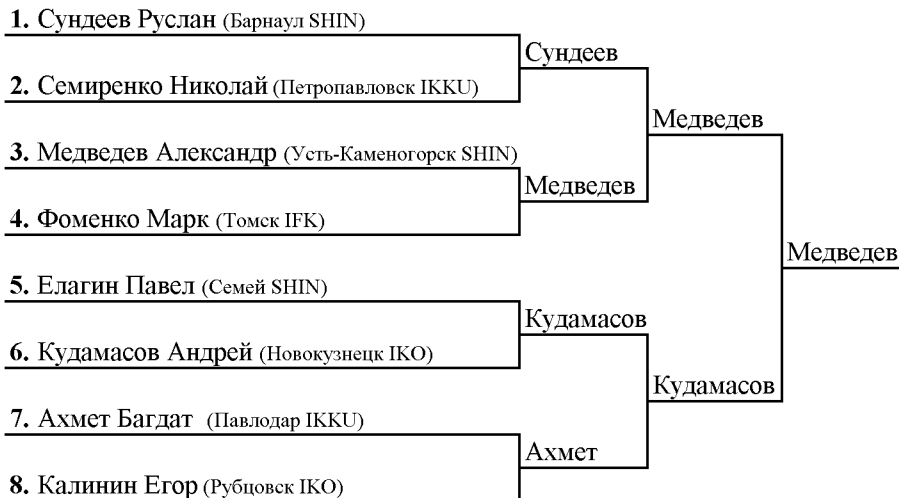 1. Сундеев Руслан (Барнаул SHIN)
Сундеев
2. Семиренко Николай (Петропавловск IKKU)
Медведев
3. Медведев Александр (Усть-Каменогорск SHIN)
Медведев
4. Фоменко Марк (Томск IFK)
Медведев
5. Елагин Павел (Семей SHIN)
Кудамасов
6. Кудамасов Андрей (Новокузнецк IKO)
Кудамасов
7. Ахмет Багдат (Павлодар IKKU)
Ахмет
8. Калинин Егор (Рубцовск IKO)